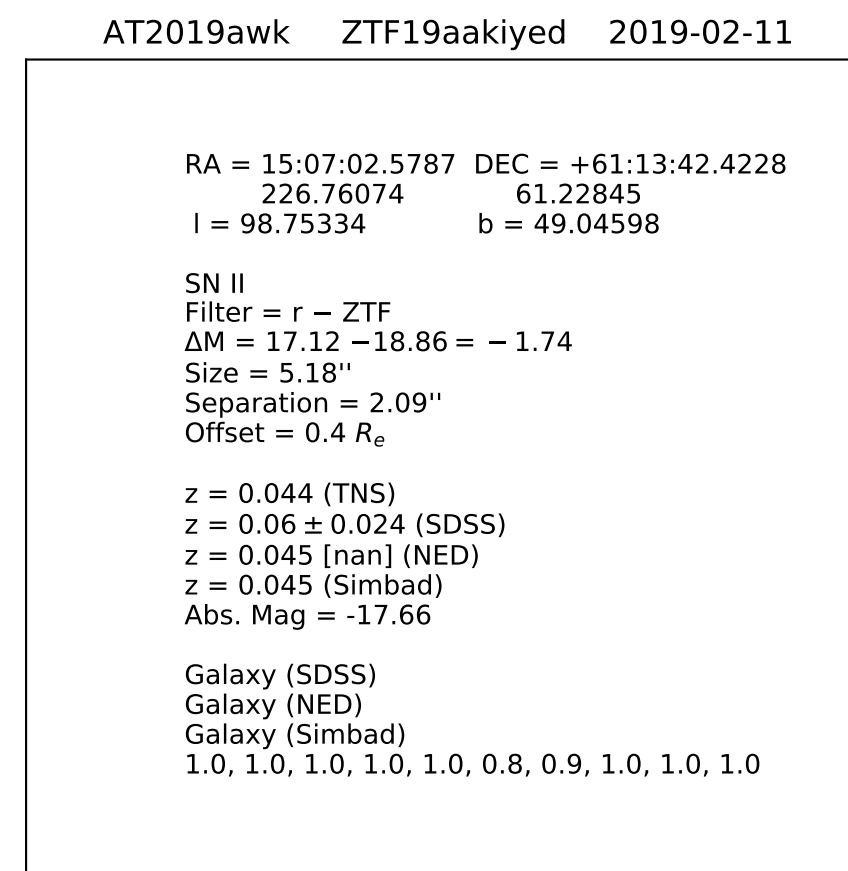 AT2019awk ZTF19aakiyed 2019-02-11
RA = 15:07:02.5787 DEC = +61:13:42.4228
226.76074 61.22845
l = 98.75334 b = 49.04598
SN II
Filter = r − ZTF
ΔM = 17.12 −18.86 = − 1.74
Size = 5.18''
Separation = 2.09''
Offset = 0.4 Re
z = 0.044 (TNS)
z = 0.06 ± 0.024 (SDSS)
z = 0.045 [nan] (NED)
z = 0.045 (Simbad)
Abs. Mag = -17.66
Galaxy (SDSS)
Galaxy (NED)
Galaxy (Simbad)
1.0, 1.0, 1.0, 1.0, 1.0, 0.8, 0.9, 1.0, 1.0, 1.0